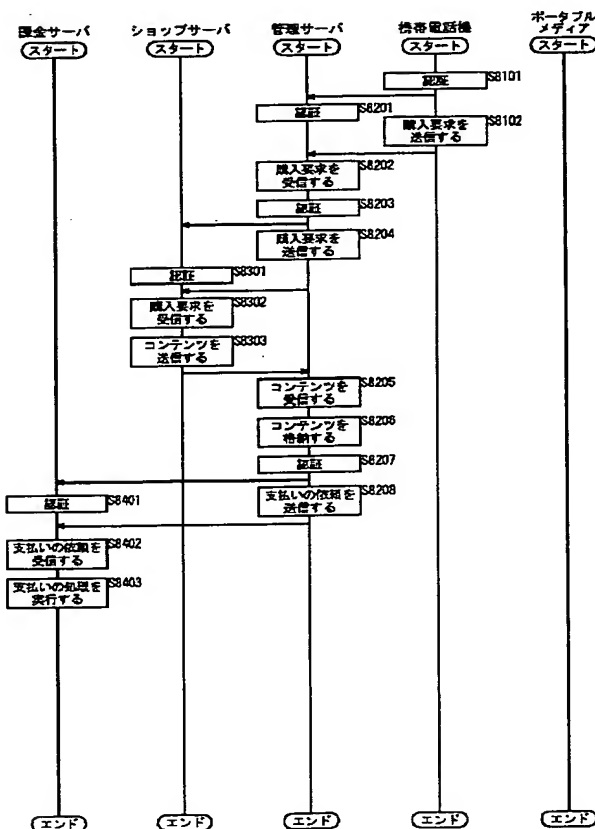 課金サーバ
ショップサーバ
管理サーバ
携帯電話機
ポータブル
メディア
スタート
スタート
スタート
スタート
スタート
認証
S8101
認証
S8201
購入要求を
送信する
S8102
購入要求を
受信する
S8202
認証
S8203
購入要求を
送信する
S8204
認証
S8301
購入要求を
受信する
S8302
コンテンツを
送信する
S8303
コンテンツを
受信する
S8205
コンテンツを
格納する
S8206
認証
S8207
支払いの依頼を
送信する
S8208
認証
S8401
支払いの依頼を
受信する
S8402
支払いの処理を
実行する
S8403
エンド
エンド
エンド
エンド
エンド